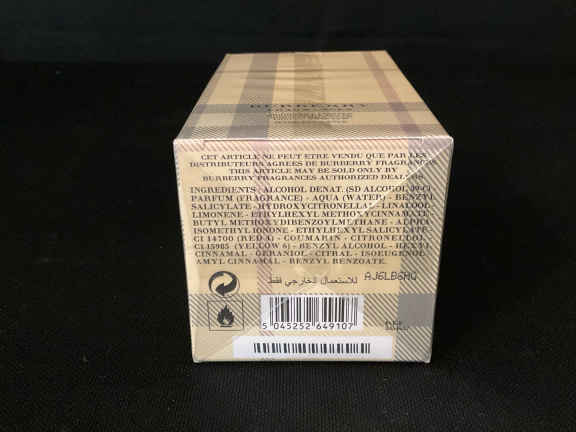 BURBERRY
CET ARTICLE NE PEUT ETRE VENDU QUE PAR LES
DISTRIBUTEURS AGREES DE BURBERRY FRAGRANCES
THIS ARTICLE MAY BE SOLD ONLY BY
BURBERRY FRAGRANCES AUTHORIZED DEALERS
INGREDIENTS : ALCOHOL DENAT. (SD ALCOHOL 39-C)
PARFUM (FRAGRANCE) - AQUA (WATER) - BENZYL
SALICYLATE - HYDROXYCITRONELLAL - LINALOOL
LIMONENE - ETHYLHEXYL METHOXYCINNAMATE
BUTYL METHOXYDIBENZOYLMETHANE - ALPHA
ISOMETHYL IONONE - ETHYLHEXYL SALICYLATE
CI 14700 (RED 4) - COUMARIN - CITRONELLOL
CI 15985 (YELLOW 6) - BENZYL ALCOHOL - HEXYL
CINNAMAL - GERANIOL - CITRAL - ISOEUGENOL
AMYL CINNAMAL - BENZYL BENZOATE.
للاستعمال الخارجي فقط
AJ6LB6HQ
5 045252 649107